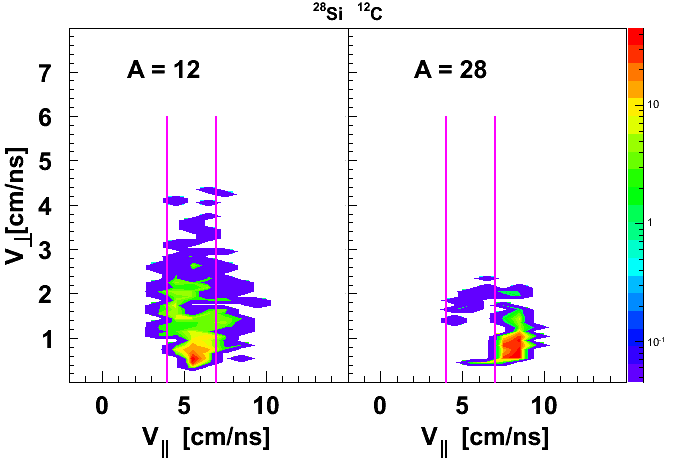 ²⁸Si ¹²C
A = 12
A = 28
7
6
5
4
3
2
1
V⊥[cm/ns]
0 5 10
0 5 10
V∥ [cm/ns]
V∥ [cm/ns]
10
1
10⁻¹